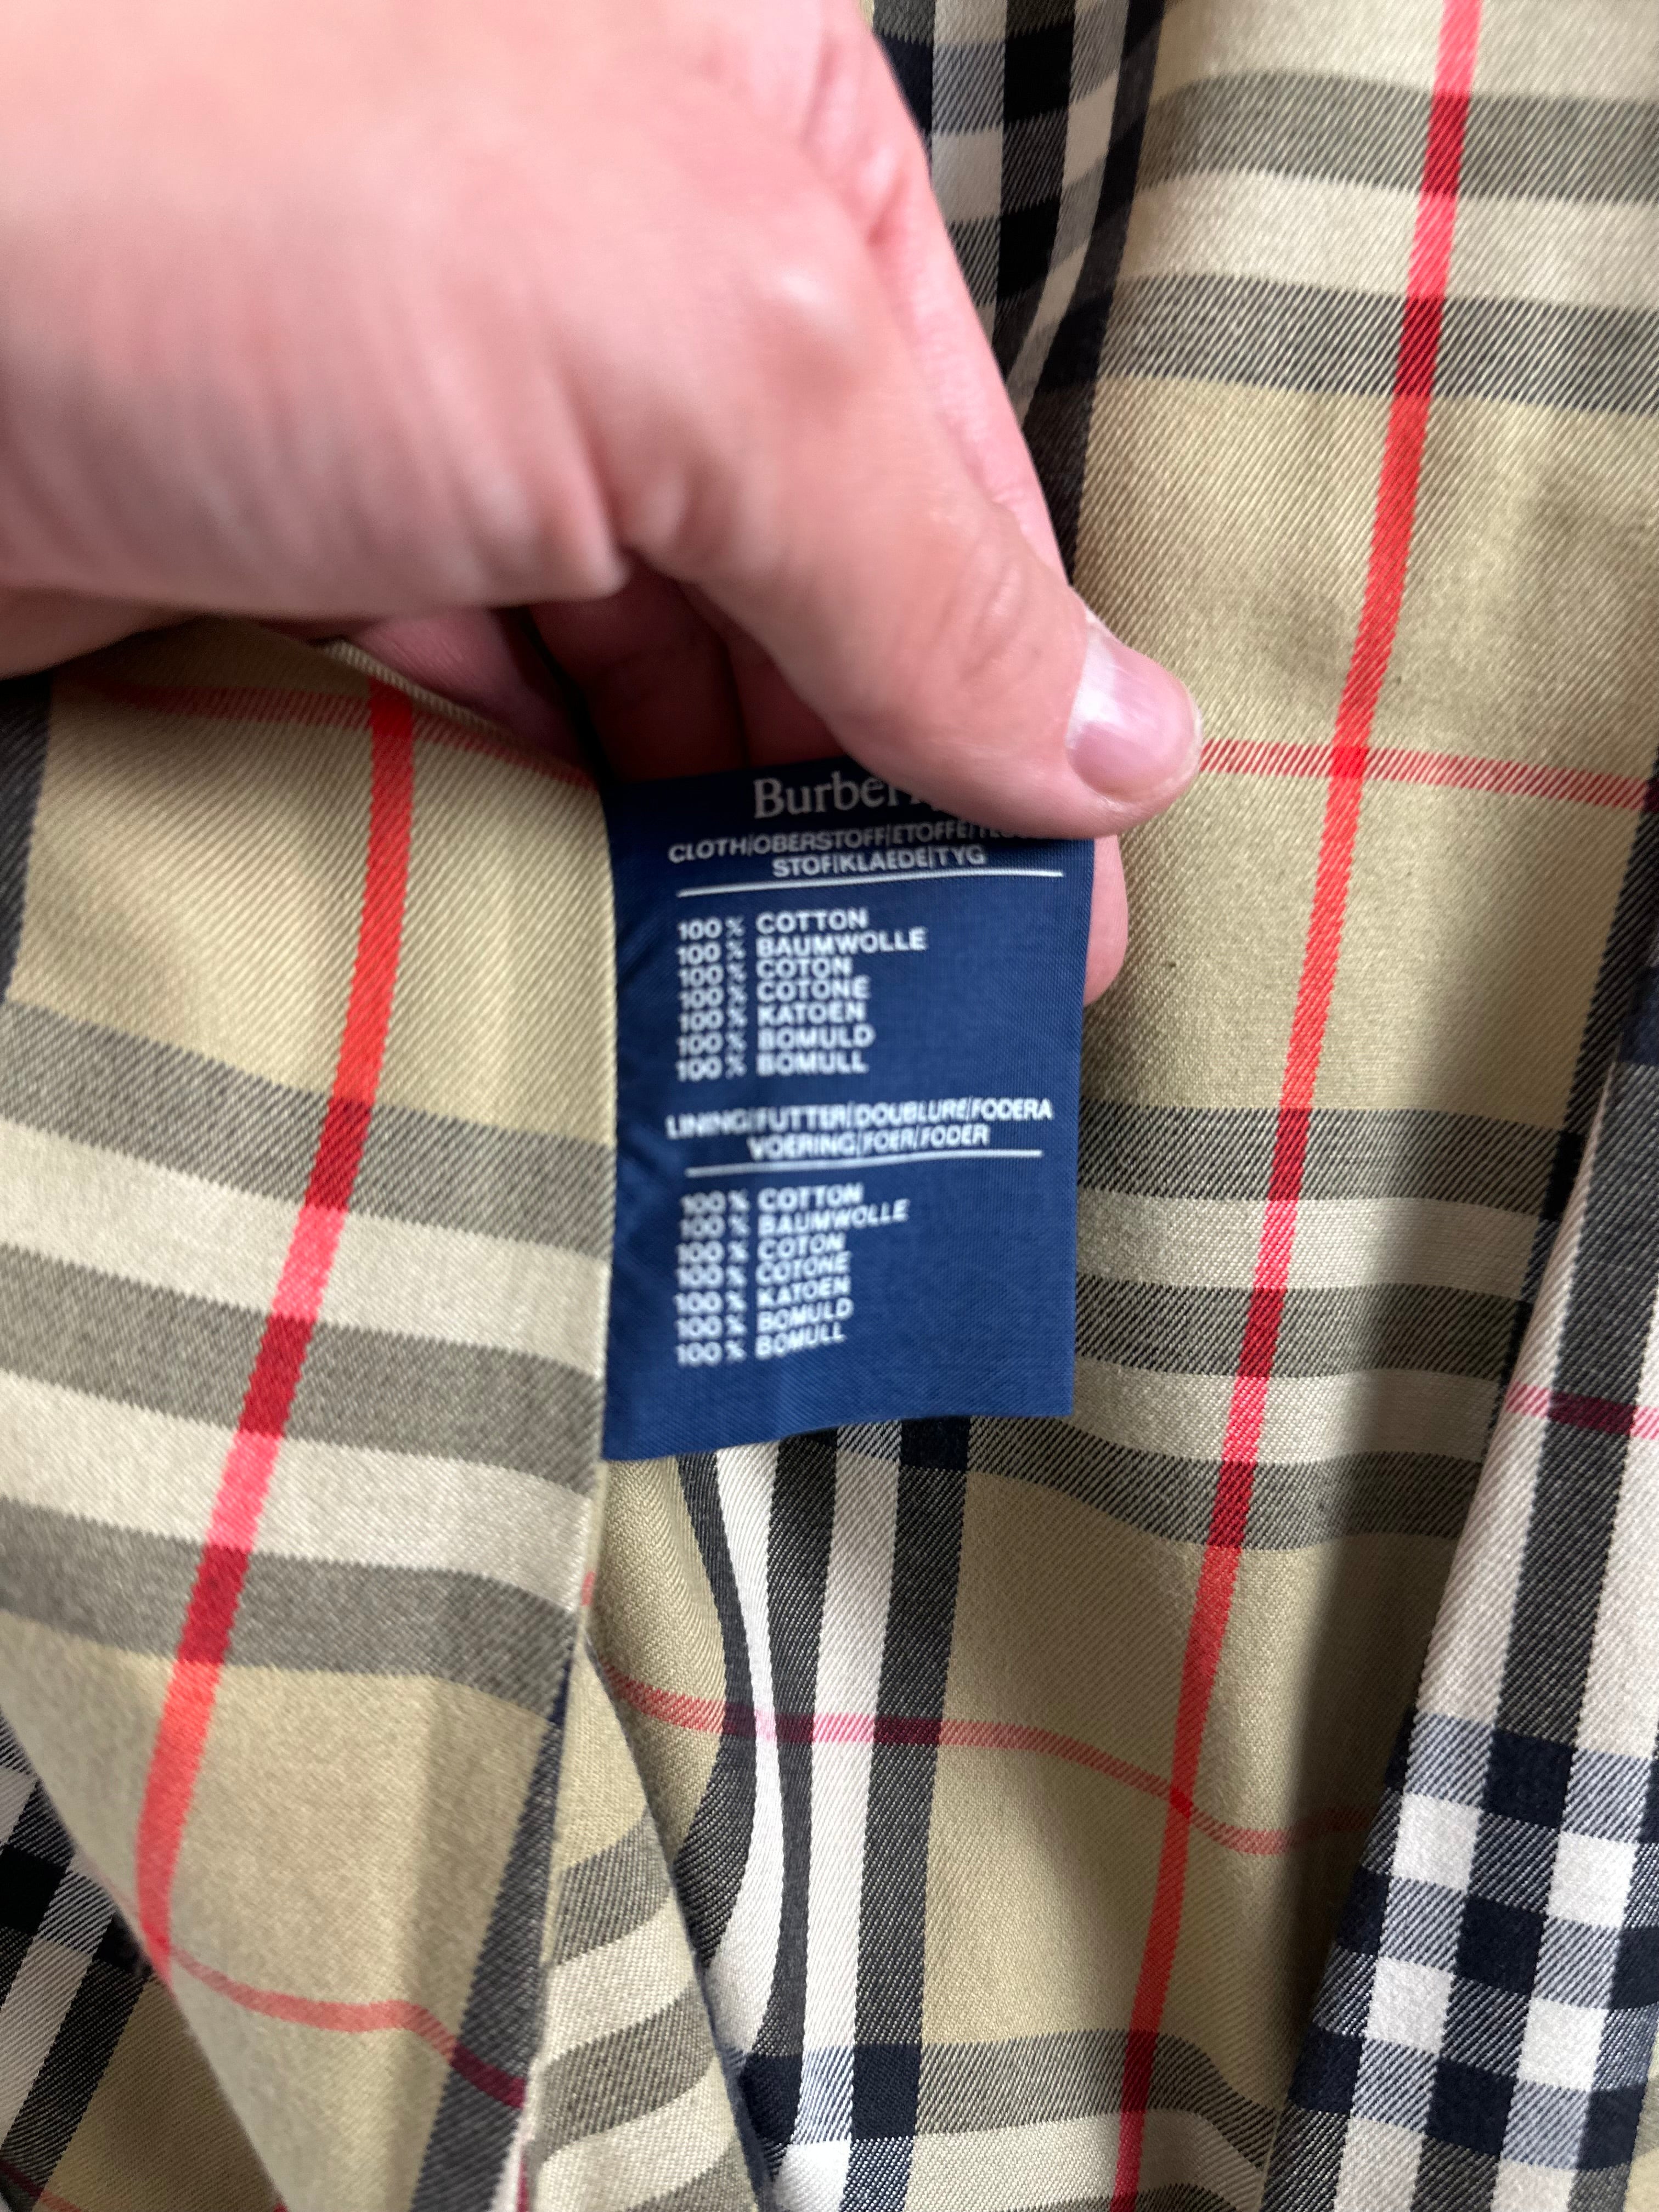 CLOTH/OBERSTOFF/ETOFFE/
STOF/KLAEDE/TYG
100% COTTON
100% BAUMWOLLE
100% COTON
100% COTONE
100% KATOEN
100% BOMULD
100% BOMULL
LINING/FUTTER/DOUBLURE/FODERA
VOERING/FOER/FODER
100% COTTON
100% BAUMWOLLE
100% COTON
100% COTONE
100% KATOEN
100% BOMULD
100% BOMULL